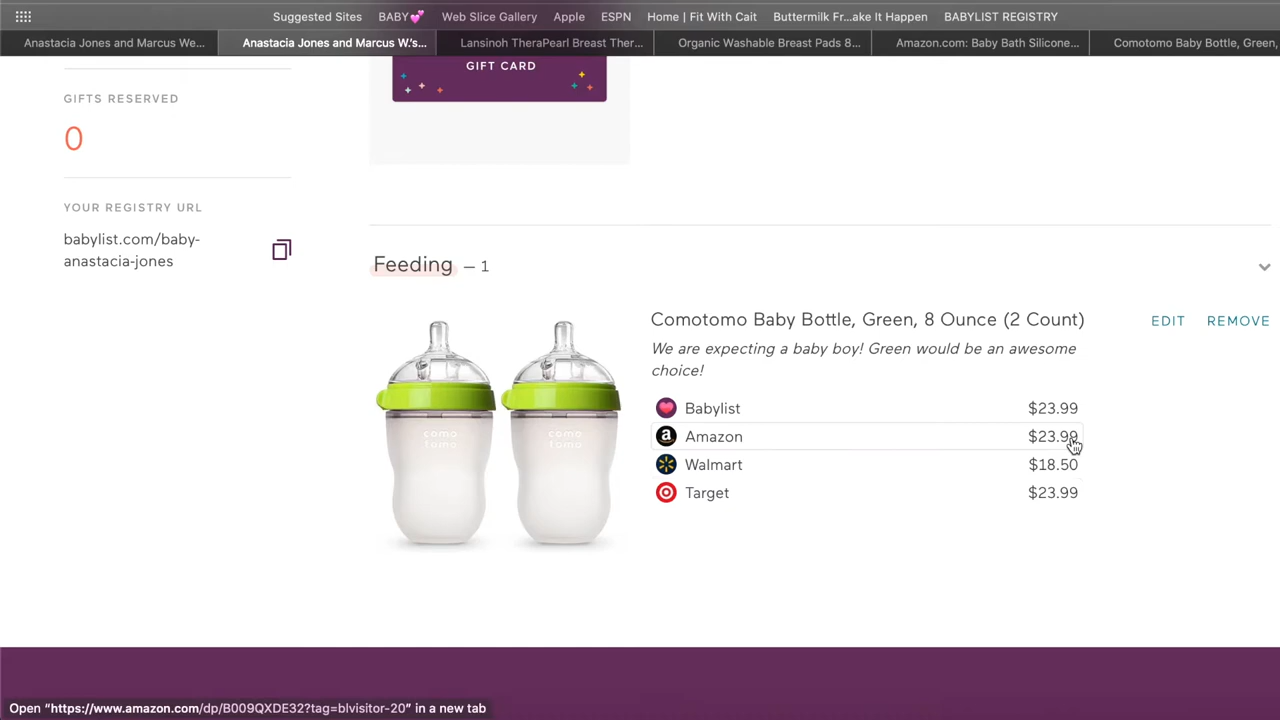 Suggested Sites BABY💕 Web Slice Gallery Apple ESPN Home | Fit With Cait Buttermilk Fr...ake It Happen BABYLIST REGISTRY
Anastacia Jones and Marcus We... Anastacia Jones and Marcus W.'s... Lansinoh TheraPearl Breast Ther... Organic Washable Breast Pads 8... Amazon.com: Baby Bath Silicone... Comotomo Baby Bottle, Green,
GIFT CARD
GIFTS RESERVED
0
YOUR REGISTRY URL
babylist.com/baby-
anastacia-jones
Feeding — 1
Comotomo Baby Bottle, Green, 8 Ounce (2 Count)
EDIT REMOVE
We are expecting a baby boy! Green would be an awesome
choice!
Babylist $23.99
Amazon $23.99
Walmart $18.50
Target $23.99
como
tomo
como
tomo
Open “https://www.amazon.com/dp/B009QXDE32?tag=blvisitor-20” in a new tab